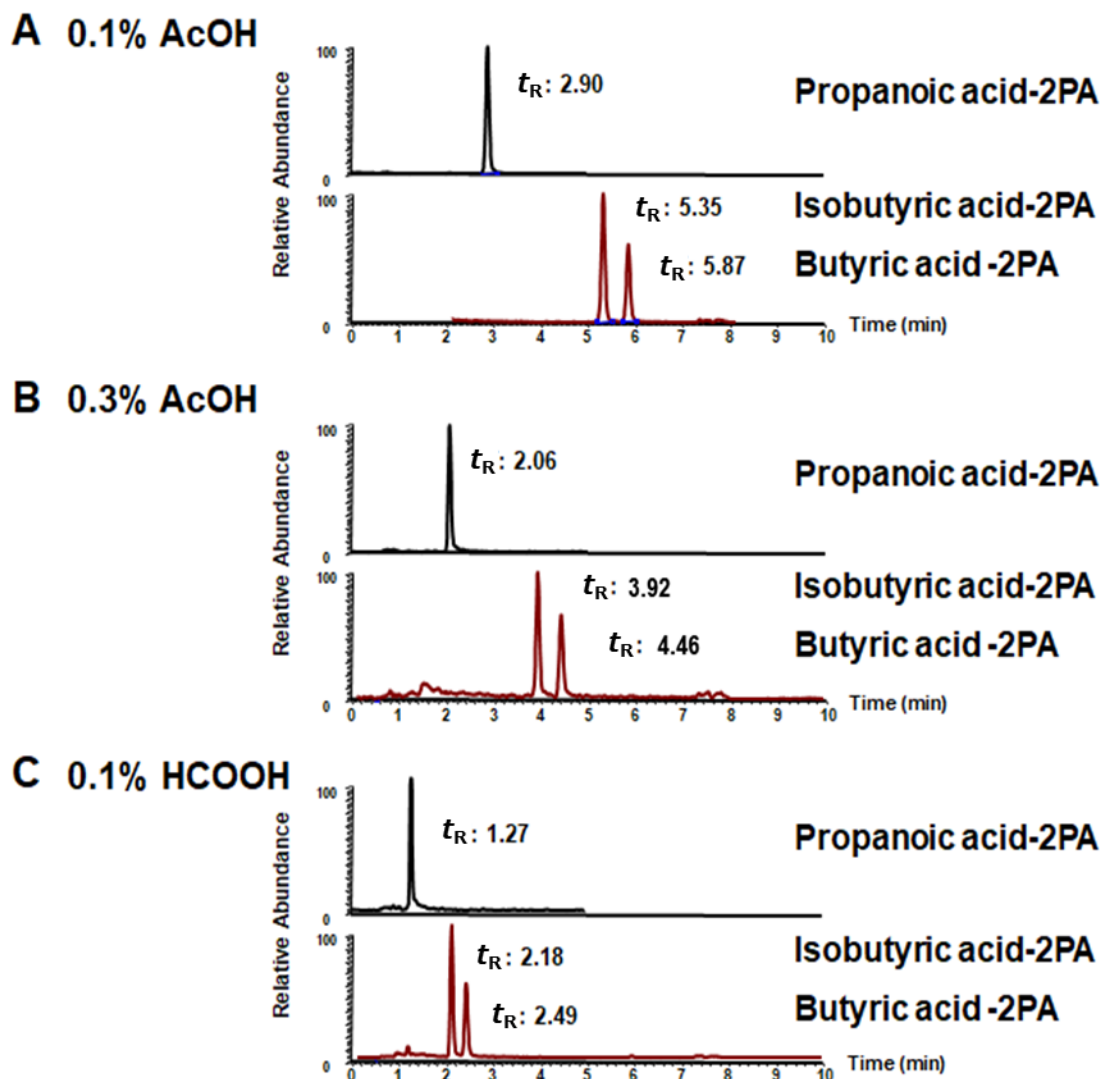 A 0.1% AcOH
Relative Abundance
100
0
tR: 2.90
Propanoic acid-2PA
Relative Abundance
100
0
tR: 5.35
Isobutyric acid-2PA
tR: 5.87
Butyric acid -2PA
0 1 2 3 4 5 6 7 8 9 10 Time (min)
B 0.3% AcOH
Relative Abundance
100
0
tR: 2.06
Propanoic acid-2PA
Relative Abundance
100
0
tR: 3.92
Isobutyric acid-2PA
tR: 4.46
Butyric acid -2PA
0 1 2 3 4 5 6 7 8 9 10 Time (min)
C 0.1% HCOOH
Relative Abundance
100
0
tR: 1.27
Propanoic acid-2PA
Relative Abundance
100
0
tR: 2.18
Isobutyric acid-2PA
tR: 2.49
Butyric acid -2PA
0 1 2 3 4 5 6 7 8 9 10 Time (min)